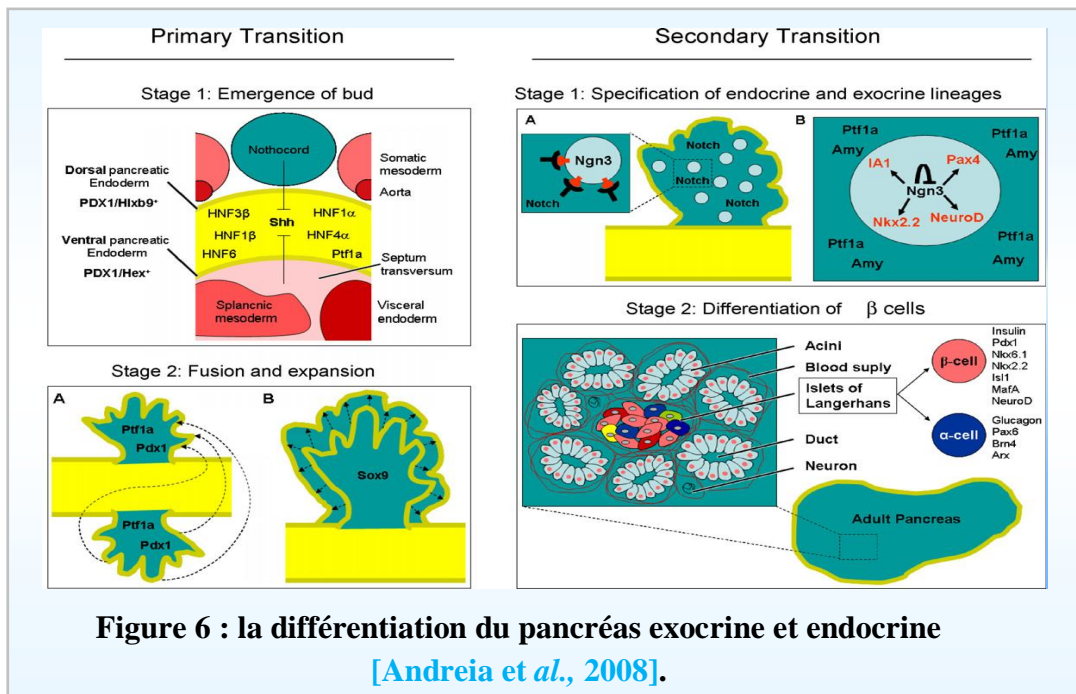 Primary Transition
Stage 1: Emergence of bud
Nothocord
Somatic
mesoderm
Aorta
Dorsal pancreatic
Endoderm
PDX1/Hlxb9⁺
HNF3β
HNF1α
Shh
HNF1β
HNF4α
HNF6
Ptf1a
Ventral pancreatic
Endoderm
PDX1/Hex⁺
Septum
transversum
Splancnic
mesoderm
Visceral
endoderm
Stage 2: Fusion and expansion
A
Ptf1a
Pdx1
Ptf1a
Pdx1
B
Sox9
Secondary Transition
Stage 1: Specification of endocrine and exocrine lineages
A
Ngn3
Notch
Notch
Notch
Notch
Notch
B
Ptf1a
Amy
Ptf1a
Amy
IA1
Pax4
Ngn3
Nkx2.2
NeuroD
Ptf1a
Amy
Ptf1a
Amy
Stage 2: Differentiation of β cells
Acini
Blood suply
Islets of
Langerhans
Duct
Neuron
β-cell
Insulin
Pdx1
Nkx6.1
Nkx2.2
Isl1
MafA
NeuroD
α-cell
Glucagon
Pax6
Brn4
Arx
Adult Pancreas
Figure 6 : la différentiation du pancréas exocrine et endocrine
[Andreia et al., 2008].